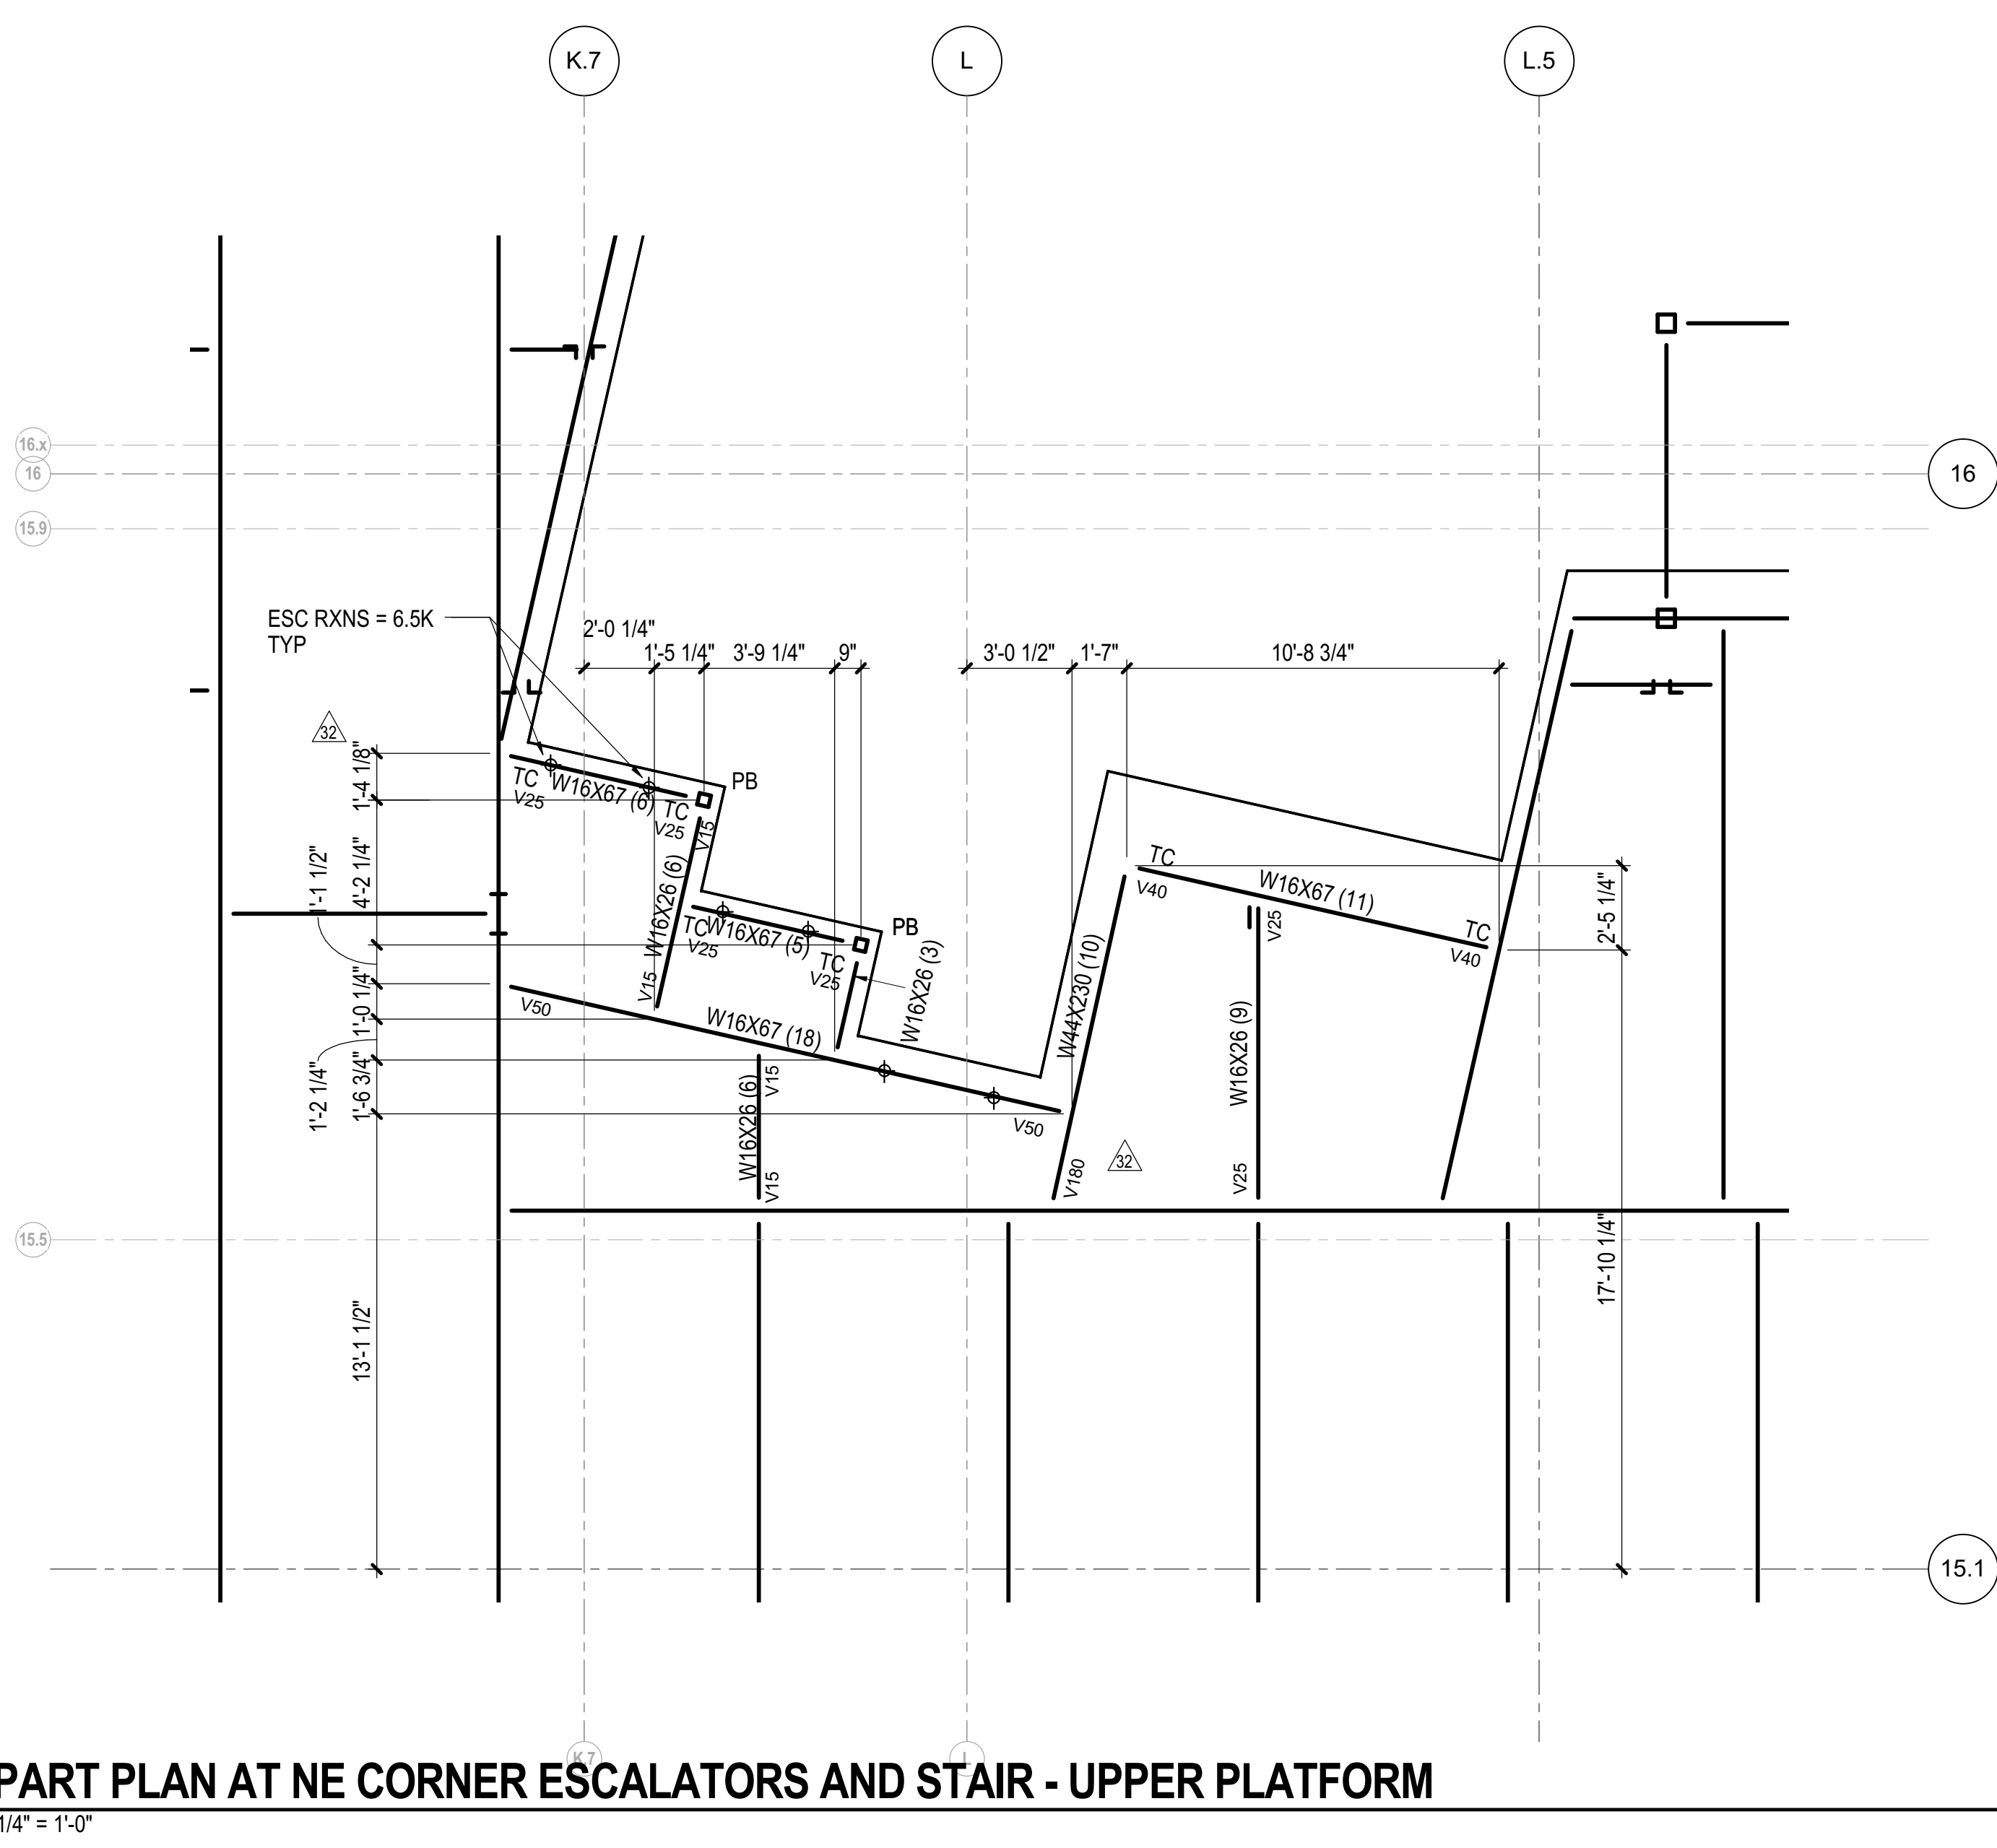 K.7
L
L.5
16.x
16
16
15.9
ESC RXNS = 6.5K
TYP
2'-0 1/4"
1'-5 1/4"
3'-9 1/4"
9"
3'-0 1/2"
1'-7"
10'-8 3/4"
32
1'-4 1/8"
TC
V25
W16X67 (6)
TC
V25
PB
V15
4'-2 1/4"
1'-1 1/2"
W16X26 (6)
V15
TC
V25
W16X67 (5)
TC
V25
PB
W16X26 (3)
TC
V40
W16X67 (11)
TC
V40
2'-5 1/4"
V25
W16X26 (9)
V25
W44X230 (10)
V180
32
1'-0 1/4"
V50
W16X67 (18)
V50
1'-2 1/4"
1'-6 3/4"
W16X26 (6)
V15
V15
15.5
13'-1 1/2"
17'-10 1/4"
15.1
K.7
L
PART PLAN AT NE CORNER ESCALATORS AND STAIR - UPPER PLATFORM
1/4" = 1'-0"